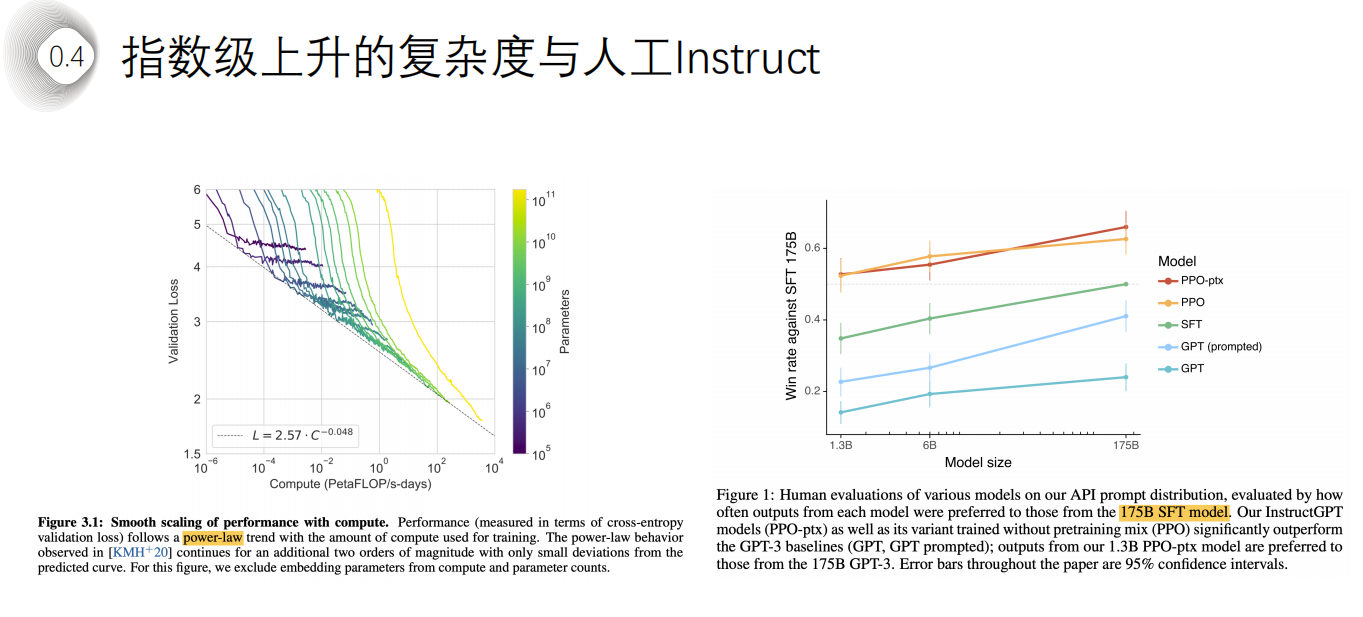 0.4
指数级上升的复杂度与人工Instruct
6
5
4
3
2
1.5
Validation Loss
L = 2.57 · C^−0.048
10^−6
10^−4
10^−2
10^0
10^2
10^4
Compute (PetaFLOP/s-days)
10^11
10^10
10^9
10^8
10^7
10^6
10^5
Parameters
Figure 3.1: Smooth scaling of performance with compute. Performance (measured in terms of cross-entropy
validation loss) follows a power-law trend with the amount of compute used for training. The power-law behavior
observed in [KMH+20] continues for an additional two orders of magnitude with only small deviations from the
predicted curve. For this figure, we exclude embedding parameters from compute and parameter counts.
0.6
0.4
0.2
Win rate against SFT 175B
1.3B
6B
175B
Model size
Model
PPO-ptx
PPO
SFT
GPT (prompted)
GPT
Figure 1: Human evaluations of various models on our API prompt distribution, evaluated by how
often outputs from each model were preferred to those from the 175B SFT model. Our InstructGPT
models (PPO-ptx) as well as its variant trained without pretraining mix (PPO) significantly outperform
the GPT-3 baselines (GPT, GPT prompted); outputs from our 1.3B PPO-ptx model are preferred to
those from the 175B GPT-3. Error bars throughout the paper are 95% confidence intervals.